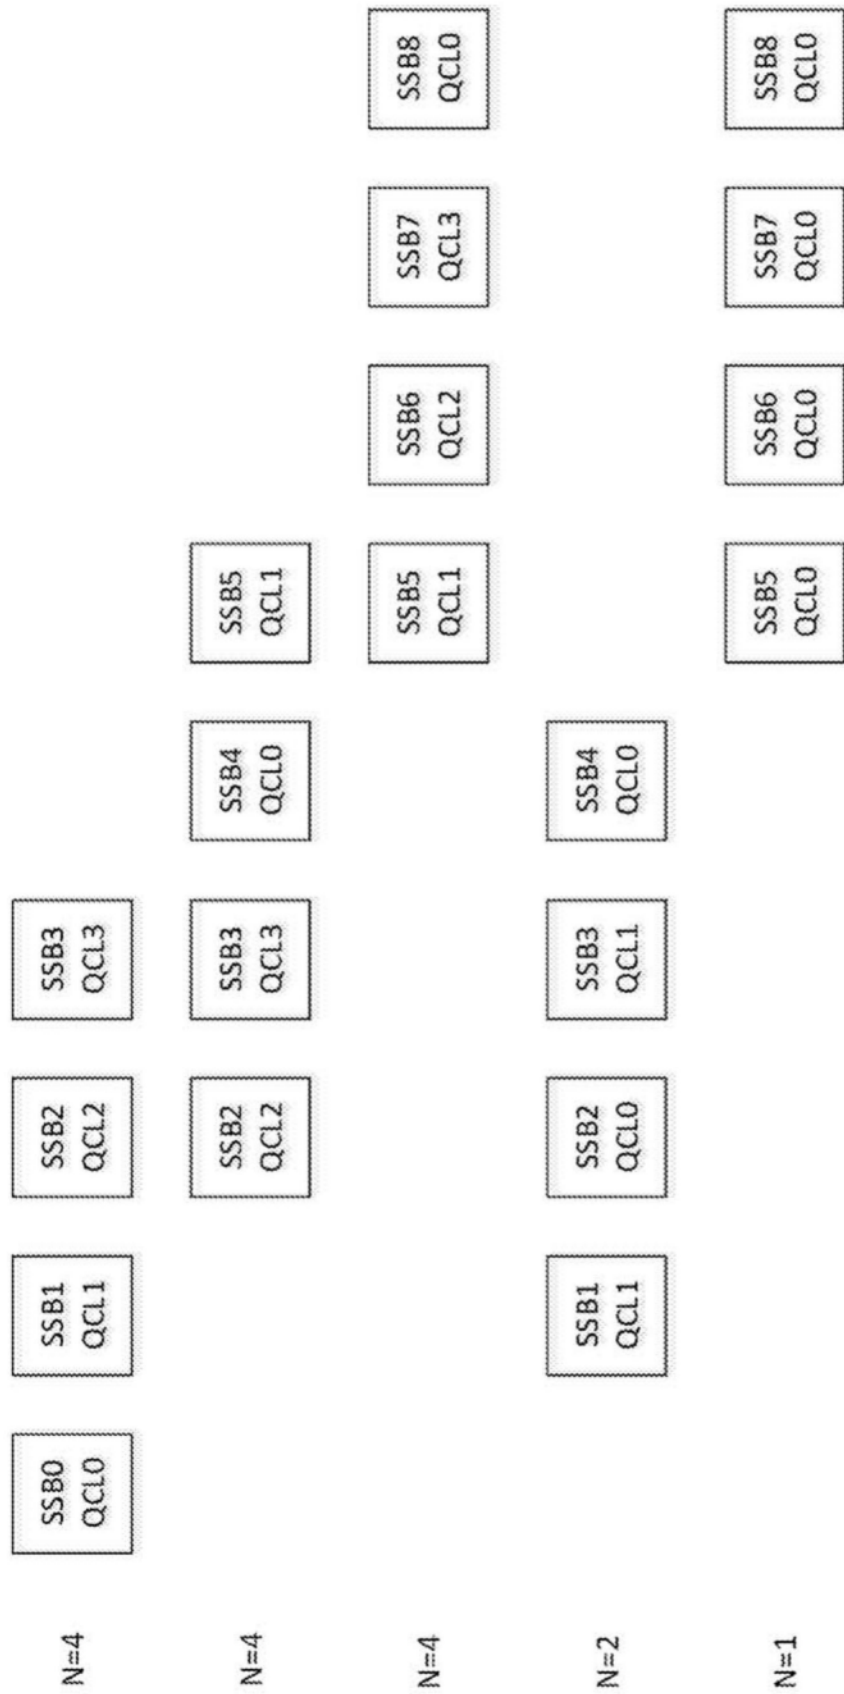 N=4
SSB0
QCL0
SSB1
QCL1
SSB2
QCL2
SSB3
QCL3
N=4
SSB2
QCL2
SSB3
QCL3
SSB4
QCL0
SSB5
QCL1
N=4
SSB5
QCL1
SSB6
QCL2
SSB7
QCL3
SSB8
QCL0
N=2
SSB1
QCL1
SSB2
QCL0
SSB3
QCL1
SSB4
QCL0
N=1
SSB5
QCL0
SSB6
QCL0
SSB7
QCL0
SSB8
QCL0